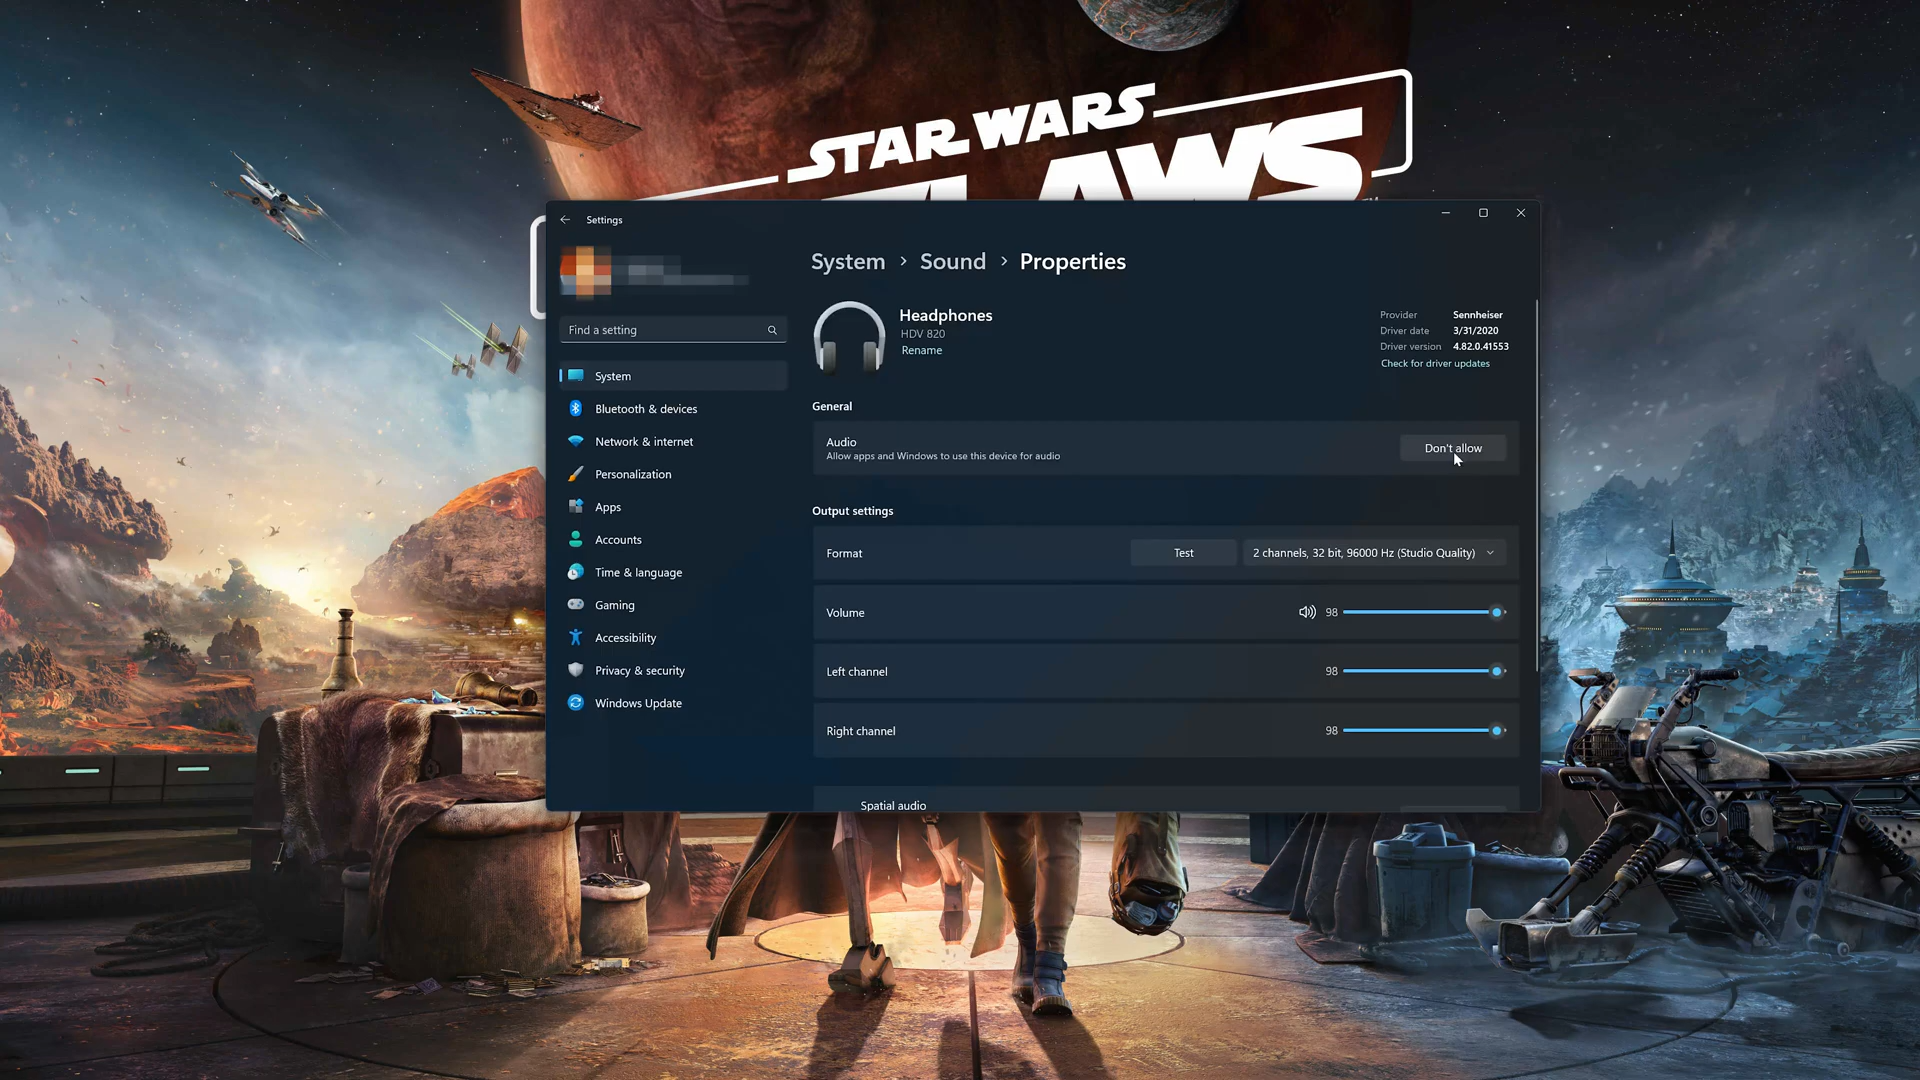 STAR WARS
LAWS
Settings
System > Sound > Properties
Headphones
HDV 820
Rename
Provider Sennheiser
Driver date 3/31/2020
Driver version 4.82.0.41553
Check for driver updates
Find a setting
System
Bluetooth & devices
Network & internet
Personalization
Apps
Accounts
Time & language
Gaming
Accessibility
Privacy & security
Windows Update
General
Audio
Allow apps and Windows to use this device for audio
Don't allow
Output settings
Format Test 2 channels, 32 bit, 96000 Hz (Studio Quality)
Volume 98
Left channel 98
Right channel 98
Spatial audio